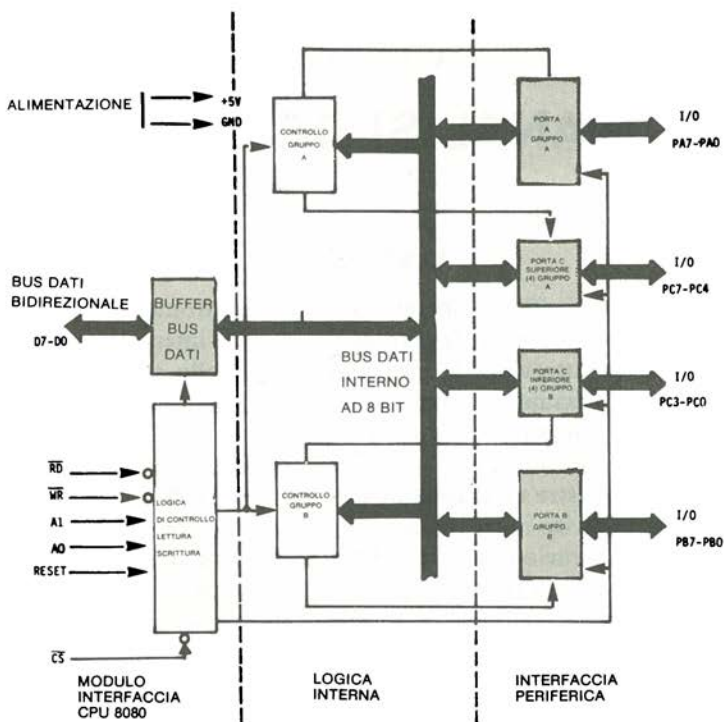 ALIMENTAZIONE
+5V
GND
CONTROLLO
GRUPPO
A
PORTA
A
GRUPPO
A
I/O
PA7-PA0
BUS DATI
BIDIREZIONALE
D7-D0
BUFFER
BUS
DATI
BUS DATI
INTERNO
AD 8 BIT
PORTA C
SUPERIORE
(4) GRUPPO
A
I/O
PC7-PC4
PORTA C
INFERIORE
(4) GRUPPO
B
I/O
PC3-PC0
RD
WR
A1
A0
RESET
CS
LOGICA
DI CONTROLLO
LETTURA
SCRITTURA
CONTROLLO
GRUPPO
B
PORTA B
GRUPPO
B
I/O
PB7-PB0
MODULO
INTERFACCIA
CPU 8080
LOGICA
INTERNA
INTERFACCIA
PERIFERICA